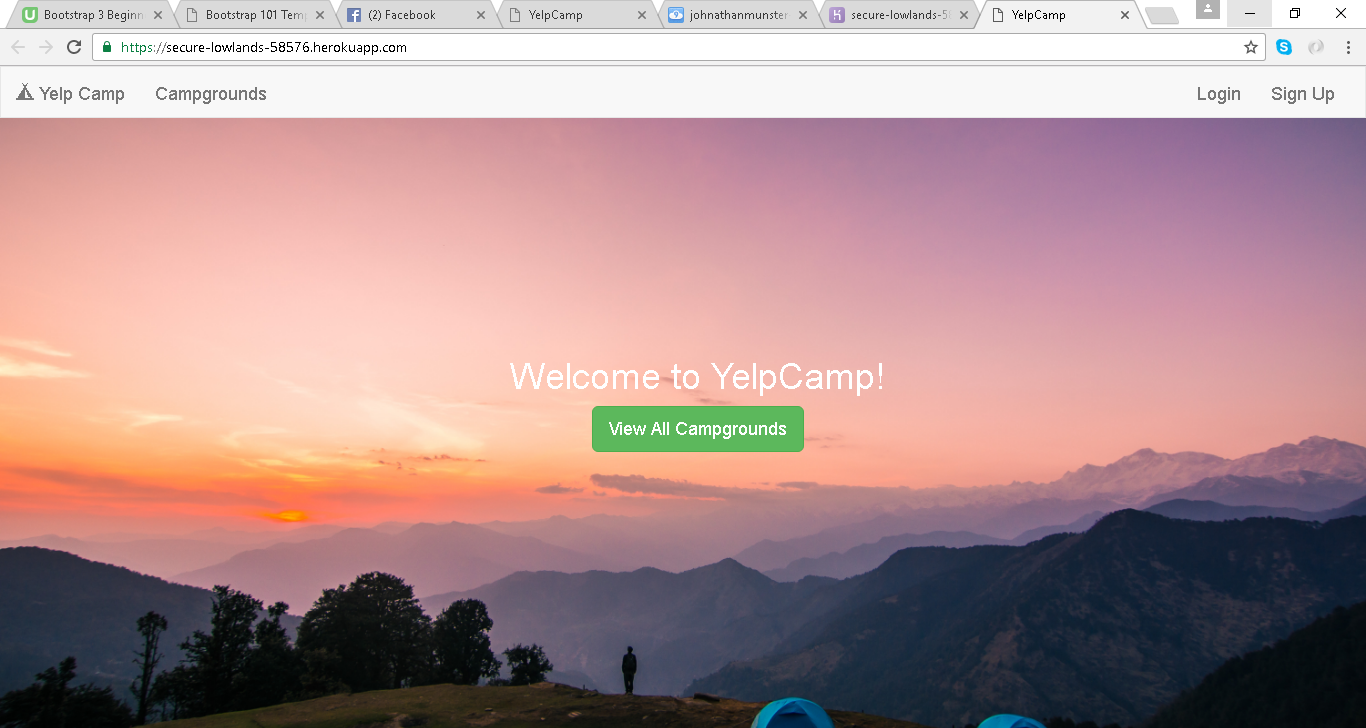 Bootstrap 3 Beginn
Bootstrap 101 Tem
(2) Facebook
YelpCamp
johnathanmunster
secure-lowlands-5
YelpCamp
https://secure-lowlands-58576.herokuapp.com
Yelp Camp
Campgrounds
Login
Sign Up
Welcome to YelpCamp!
View All Campgrounds